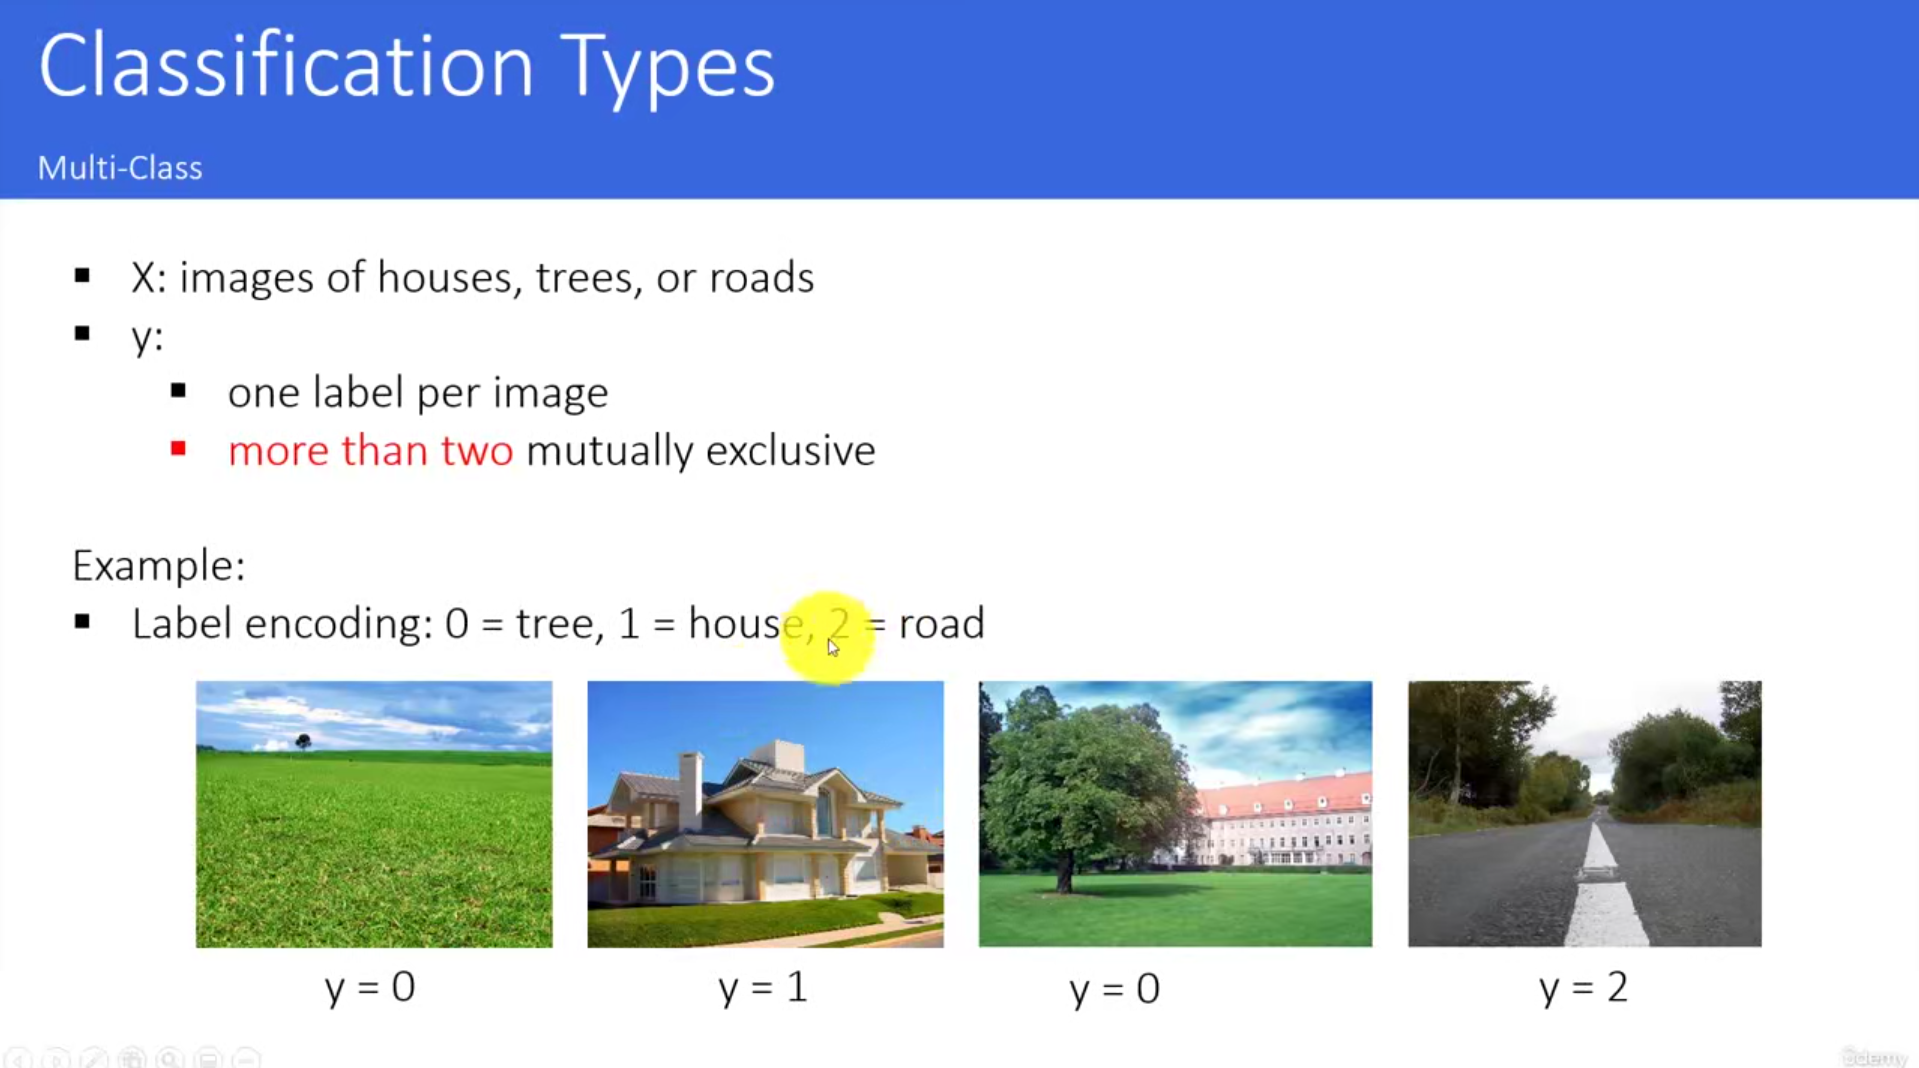 Classification Types
Multi-Class
X: images of houses, trees, or roads
y:
one label per image
more than two mutually exclusive
Example:
Label encoding: 0 = tree, 1 = house, 2 = road
y = 0
y = 1
y = 0
y = 2
Udemy